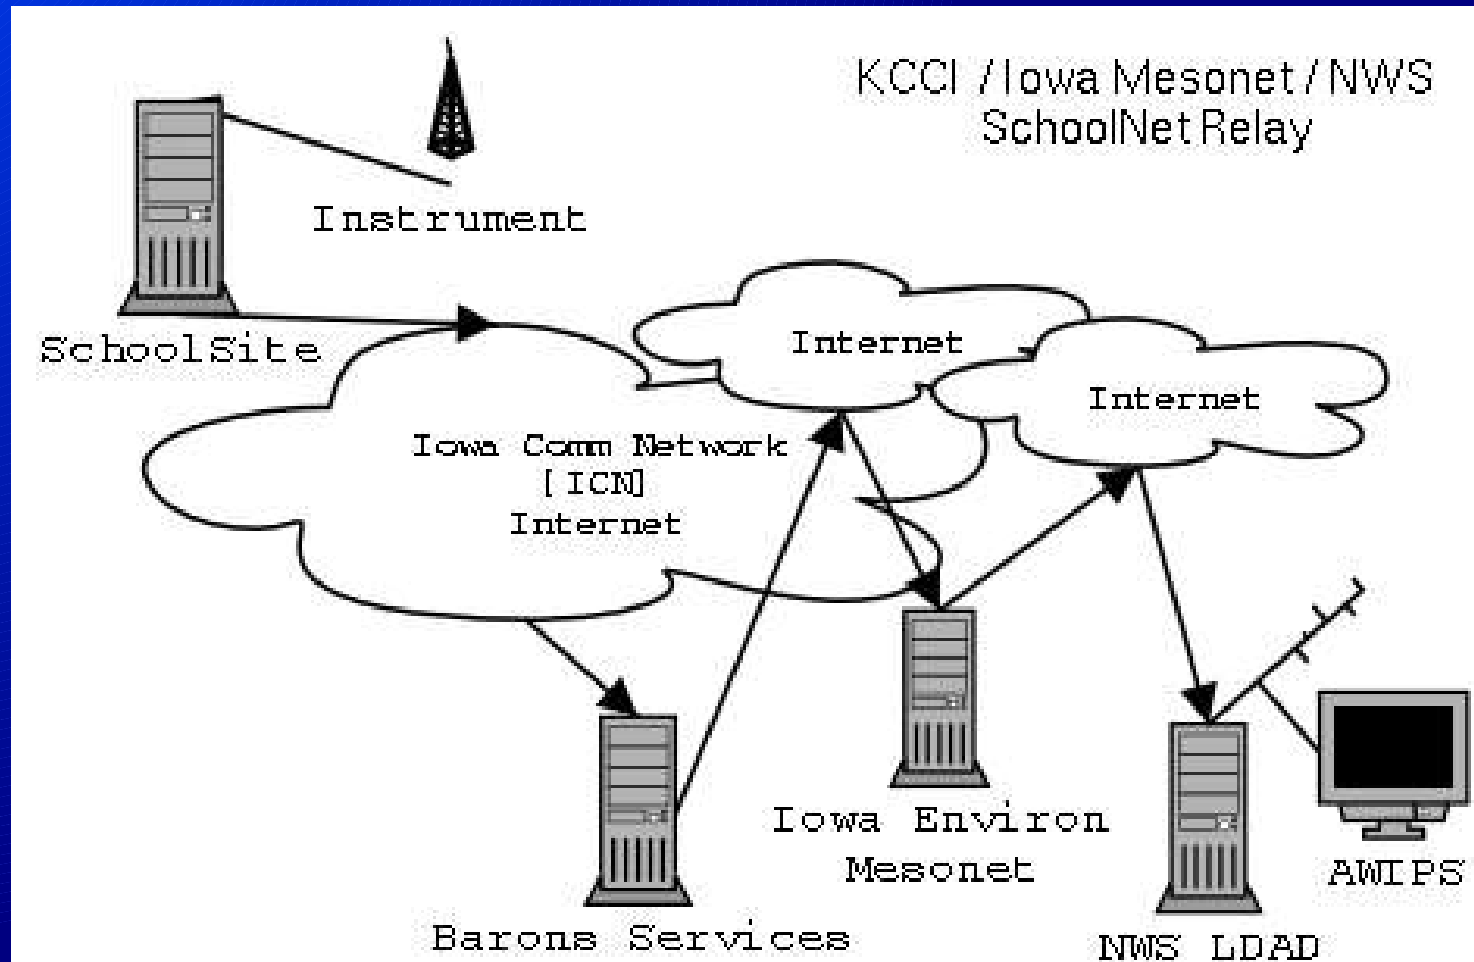 KCCI / Iowa Mesonet / NWS
SchoolNet Relay
Instrument
SchoolSite
Internet
Internet
Iowa Comm Network
[ICN]
Internet
Iowa Environ
Mesonet
AWIPS
Barons Services
NWS LDAD